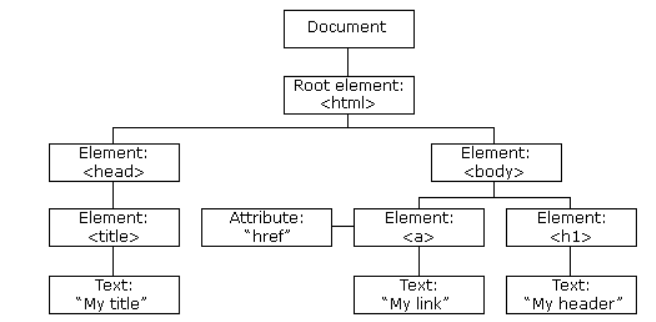 Document
Root element:
<html>
Element:
<head>
Element:
<body>
Element:
<title>
Attribute:
“href”
Element:
<a>
Element:
<h1>
Text:
“My title”
Text:
“My link”
Text:
“My header”